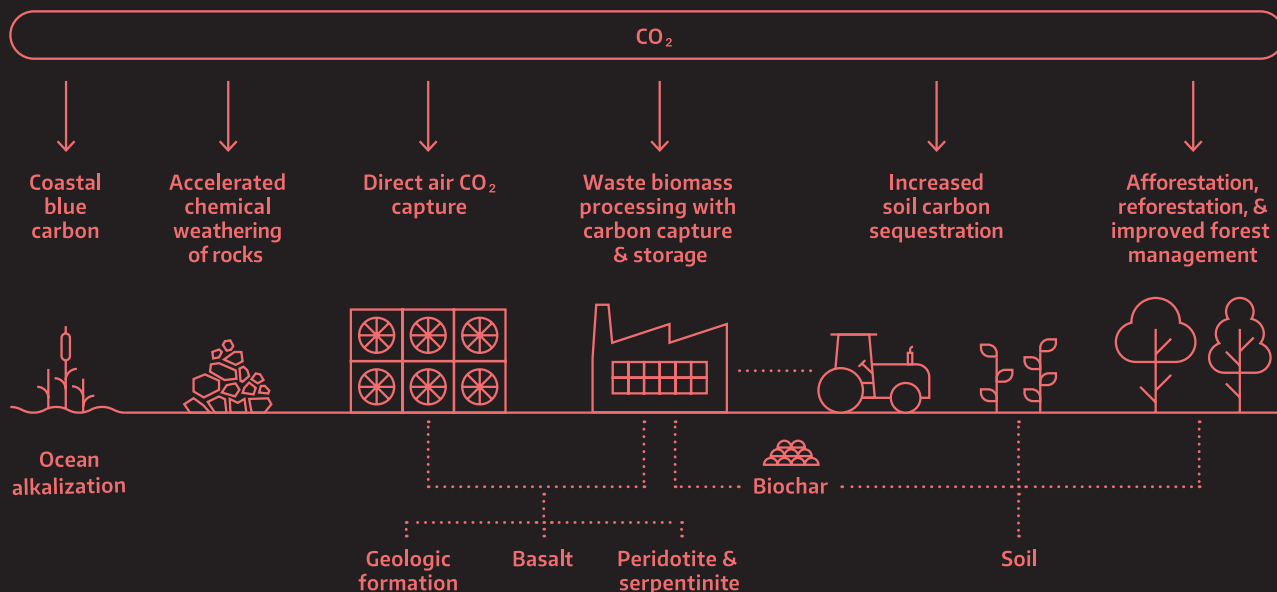 CO₂
Coastal
blue
carbon
Accelerated
chemical
weathering
of rocks
Direct air CO₂
capture
Waste biomass
processing with
carbon capture
& storage
Increased
soil carbon
sequestration
Afforestation,
reforestation, &
improved forest
management
Ocean
alkalization
Biochar
Geologic
formation
Basalt
Peridotite &
serpentinite
Soil